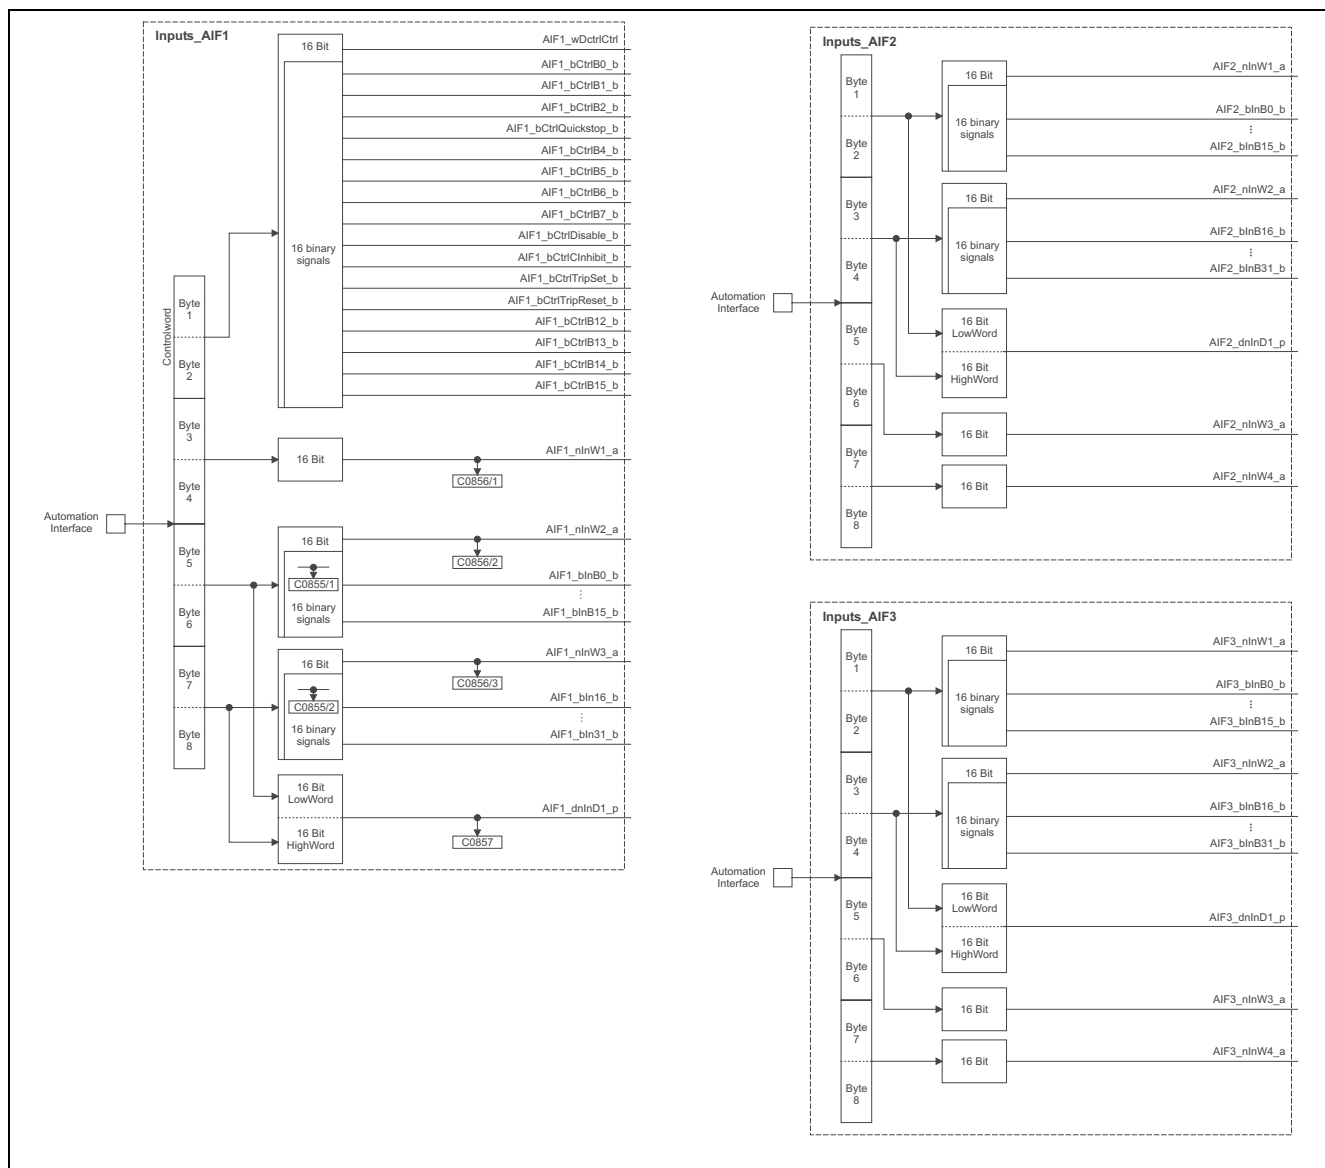 Inputs_AIF1
16 Bit
AIF1_wDctrlCtrl
AIF1_bCtrlB0_b
AIF1_bCtrlB1_b
AIF1_bCtrlB2_b
AIF1_bCtrlQuickstop_b
AIF1_bCtrlB4_b
AIF1_bCtrlB5_b
AIF1_bCtrlB6_b
AIF1_bCtrlB7_b
AIF1_bCtrlDisable_b
AIF1_bCtrlCInhibit_b
AIF1_bCtrlTripSet_b
AIF1_bCtrlTripReset_b
AIF1_bCtrlB12_b
AIF1_bCtrlB13_b
AIF1_bCtrlB14_b
AIF1_bCtrlB15_b
16 binary
signals
Controlword
Byte
1
Byte
2
Byte
3
Byte
4
Byte
5
Byte
6
Byte
7
Byte
8
Automation
Interface
16 Bit
AIF1_nInW1_a
C0856/1
16 Bit
AIF1_nInW2_a
C0856/2
C0855/1
16 binary
signals
AIF1_bInB0_b
AIF1_bInB15_b
16 Bit
AIF1_nInW3_a
C0856/3
C0855/2
16 binary
signals
AIF1_bIn16_b
AIF1_bIn31_b
16 Bit
LowWord
16 Bit
HighWord
AIF1_dnInD1_p
C0857
Inputs_AIF2
Byte
1
Byte
2
Byte
3
Byte
4
Byte
5
Byte
6
Byte
7
Byte
8
Automation
Interface
16 Bit
16 binary
signals
AIF2_nInW1_a
AIF2_bInB0_b
AIF2_bInB15_b
16 Bit
16 binary
signals
AIF2_nInW2_a
AIF2_bInB16_b
AIF2_bInB31_b
16 Bit
LowWord
16 Bit
HighWord
AIF2_dnInD1_p
16 Bit
AIF2_nInW3_a
16 Bit
AIF2_nInW4_a
Inputs_AIF3
Byte
1
Byte
2
Byte
3
Byte
4
Byte
5
Byte
6
Byte
7
Byte
8
Automation
Interface
16 Bit
16 binary
signals
AIF3_nInW1_a
AIF3_bInB0_b
AIF3_bInB15_b
16 Bit
16 binary
signals
AIF3_nInW2_a
AIF3_bInB16_b
AIF3_bInB31_b
16 Bit
LowWord
16 Bit
HighWord
AIF3_dnInD1_p
16 Bit
AIF3_nInW3_a
16 Bit
AIF3_nInW4_a